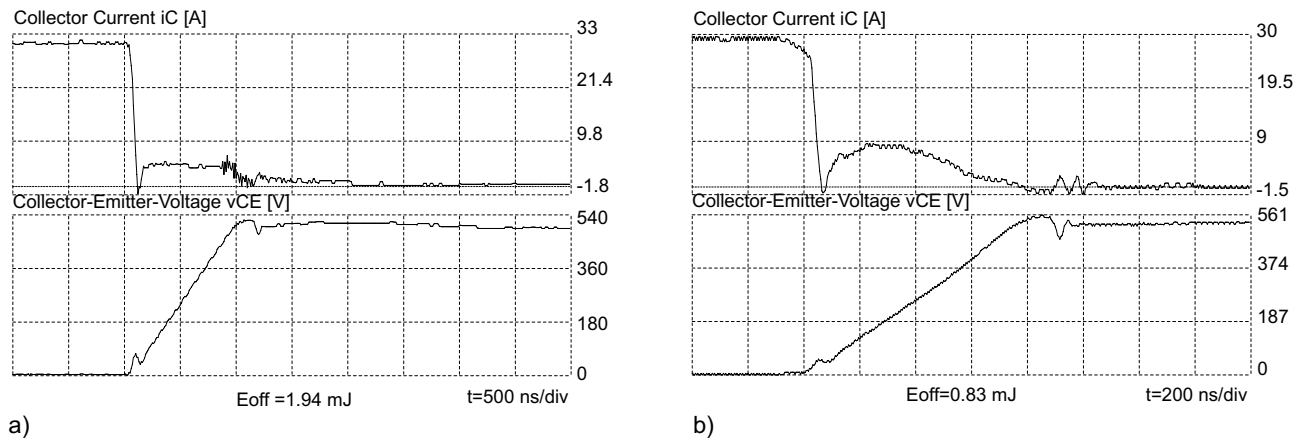 Collector Current iC [A]
33
21.4
9.8
-1.8
Collector-Emitter-Voltage vCE [V]
540
360
180
0
Eoff =1.94 mJ
t=500 ns/div
a)
Collector Current iC [A]
30
19.5
9
-1.5
Collector-Emitter-Voltage vCE [V]
561
374
187
0
Eoff=0.83 mJ
t=200 ns/div
b)